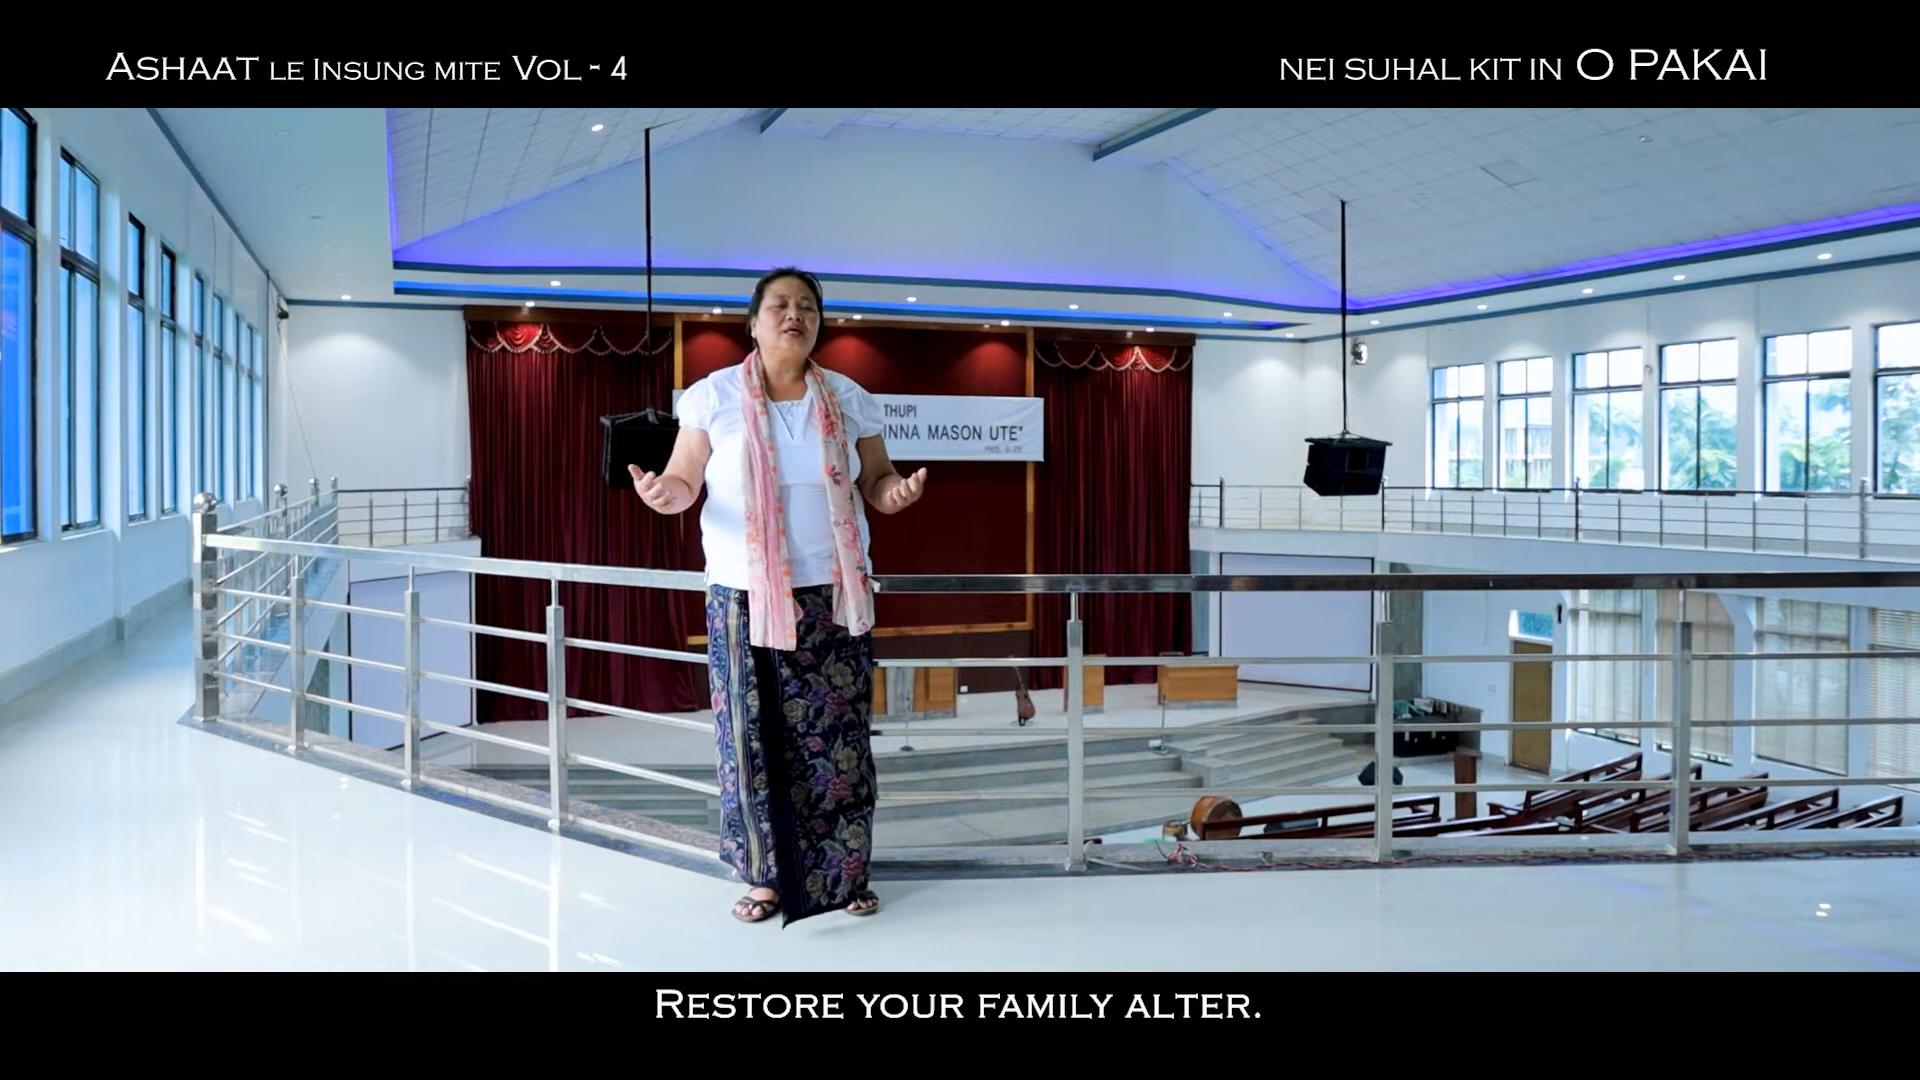 Ashaat le Insung mite Vol - 4
nei suhal kit in O PAKAI
THUPI
INNA MASON UTE"
Restore your family alter.